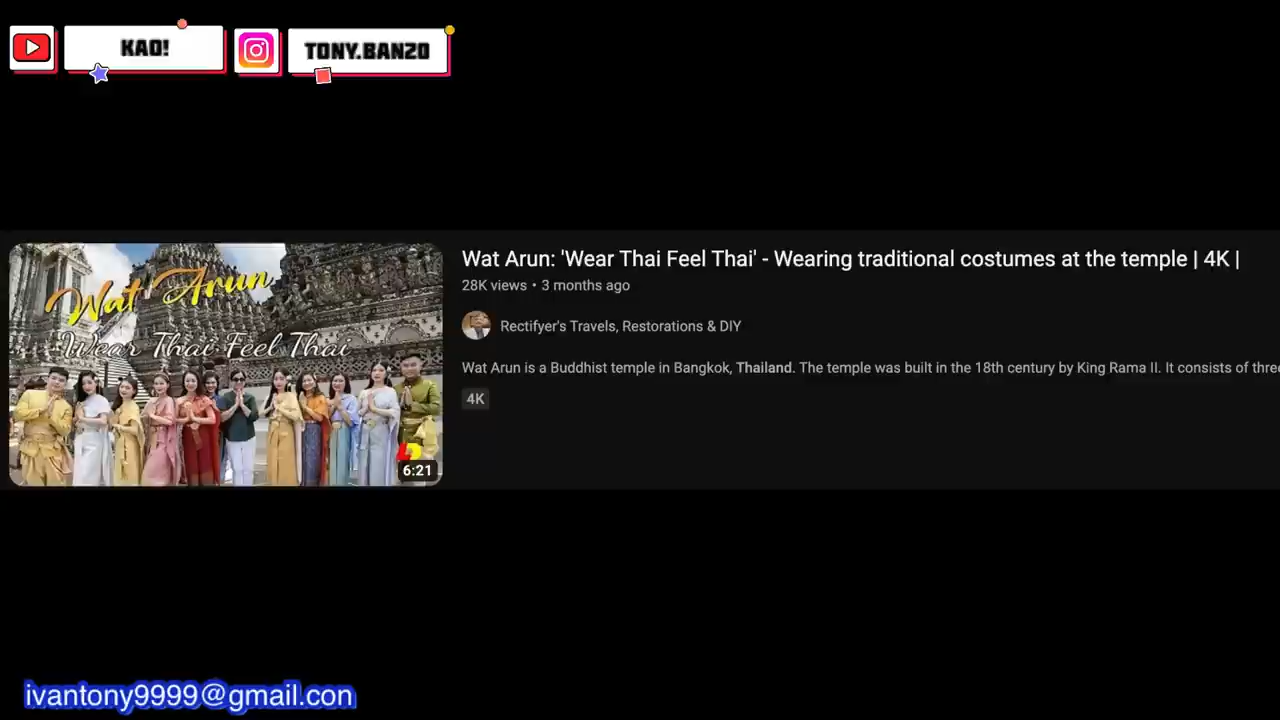 KAO!
TONY.BANZO
Wat Arun
Wear Thai Feel Thai
6:21
Wat Arun: 'Wear Thai Feel Thai' - Wearing traditional costumes at the temple | 4K |
28K views • 3 months ago
Rectifyer's Travels, Restorations & DIY
Wat Arun is a Buddhist temple in Bangkok, Thailand. The temple was built in the 18th century by King Rama II. It consists of three
4K
ivantony9999@gmail.con